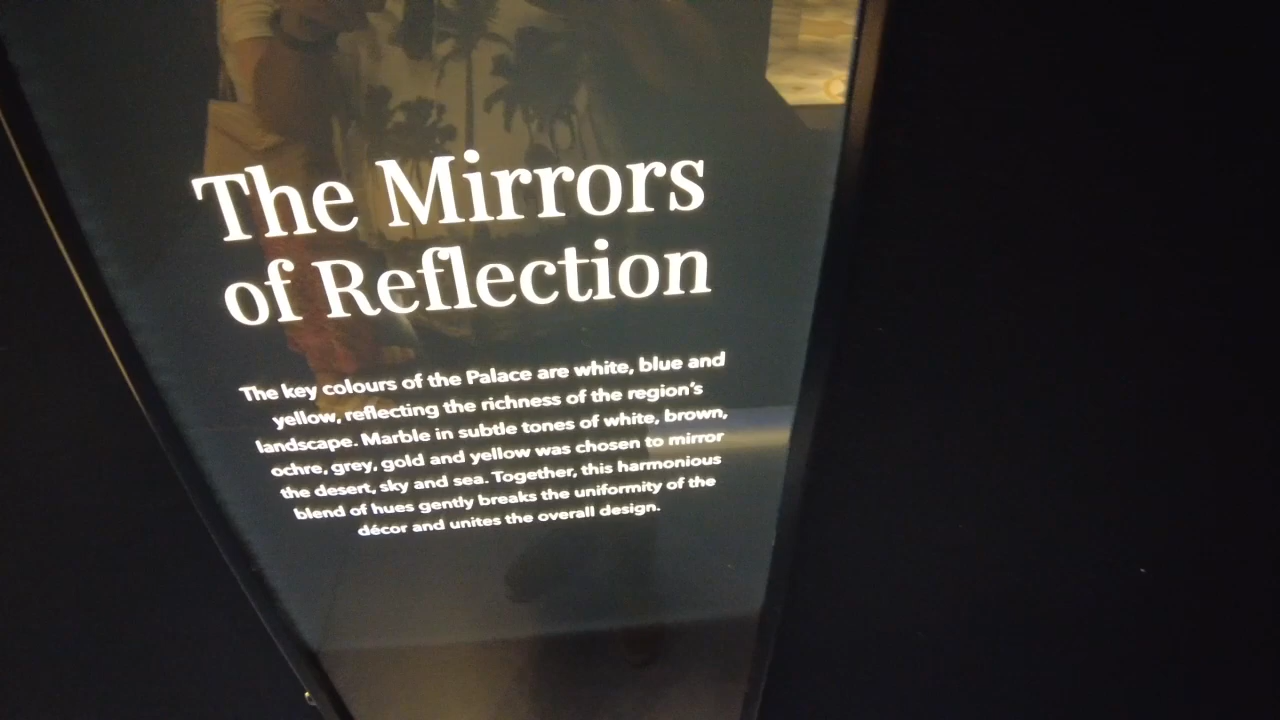 The Mirrors
of Reflection
The key colours of the Palace are white, blue and
yellow, reflecting the richness of the region's
landscape. Marble in subtle tones of white, brown,
ochre, grey, gold and yellow was chosen to mirror
the desert, sky and sea. Together, this harmonious
blend of hues gently breaks the uniformity of the
décor and unites the overall design.